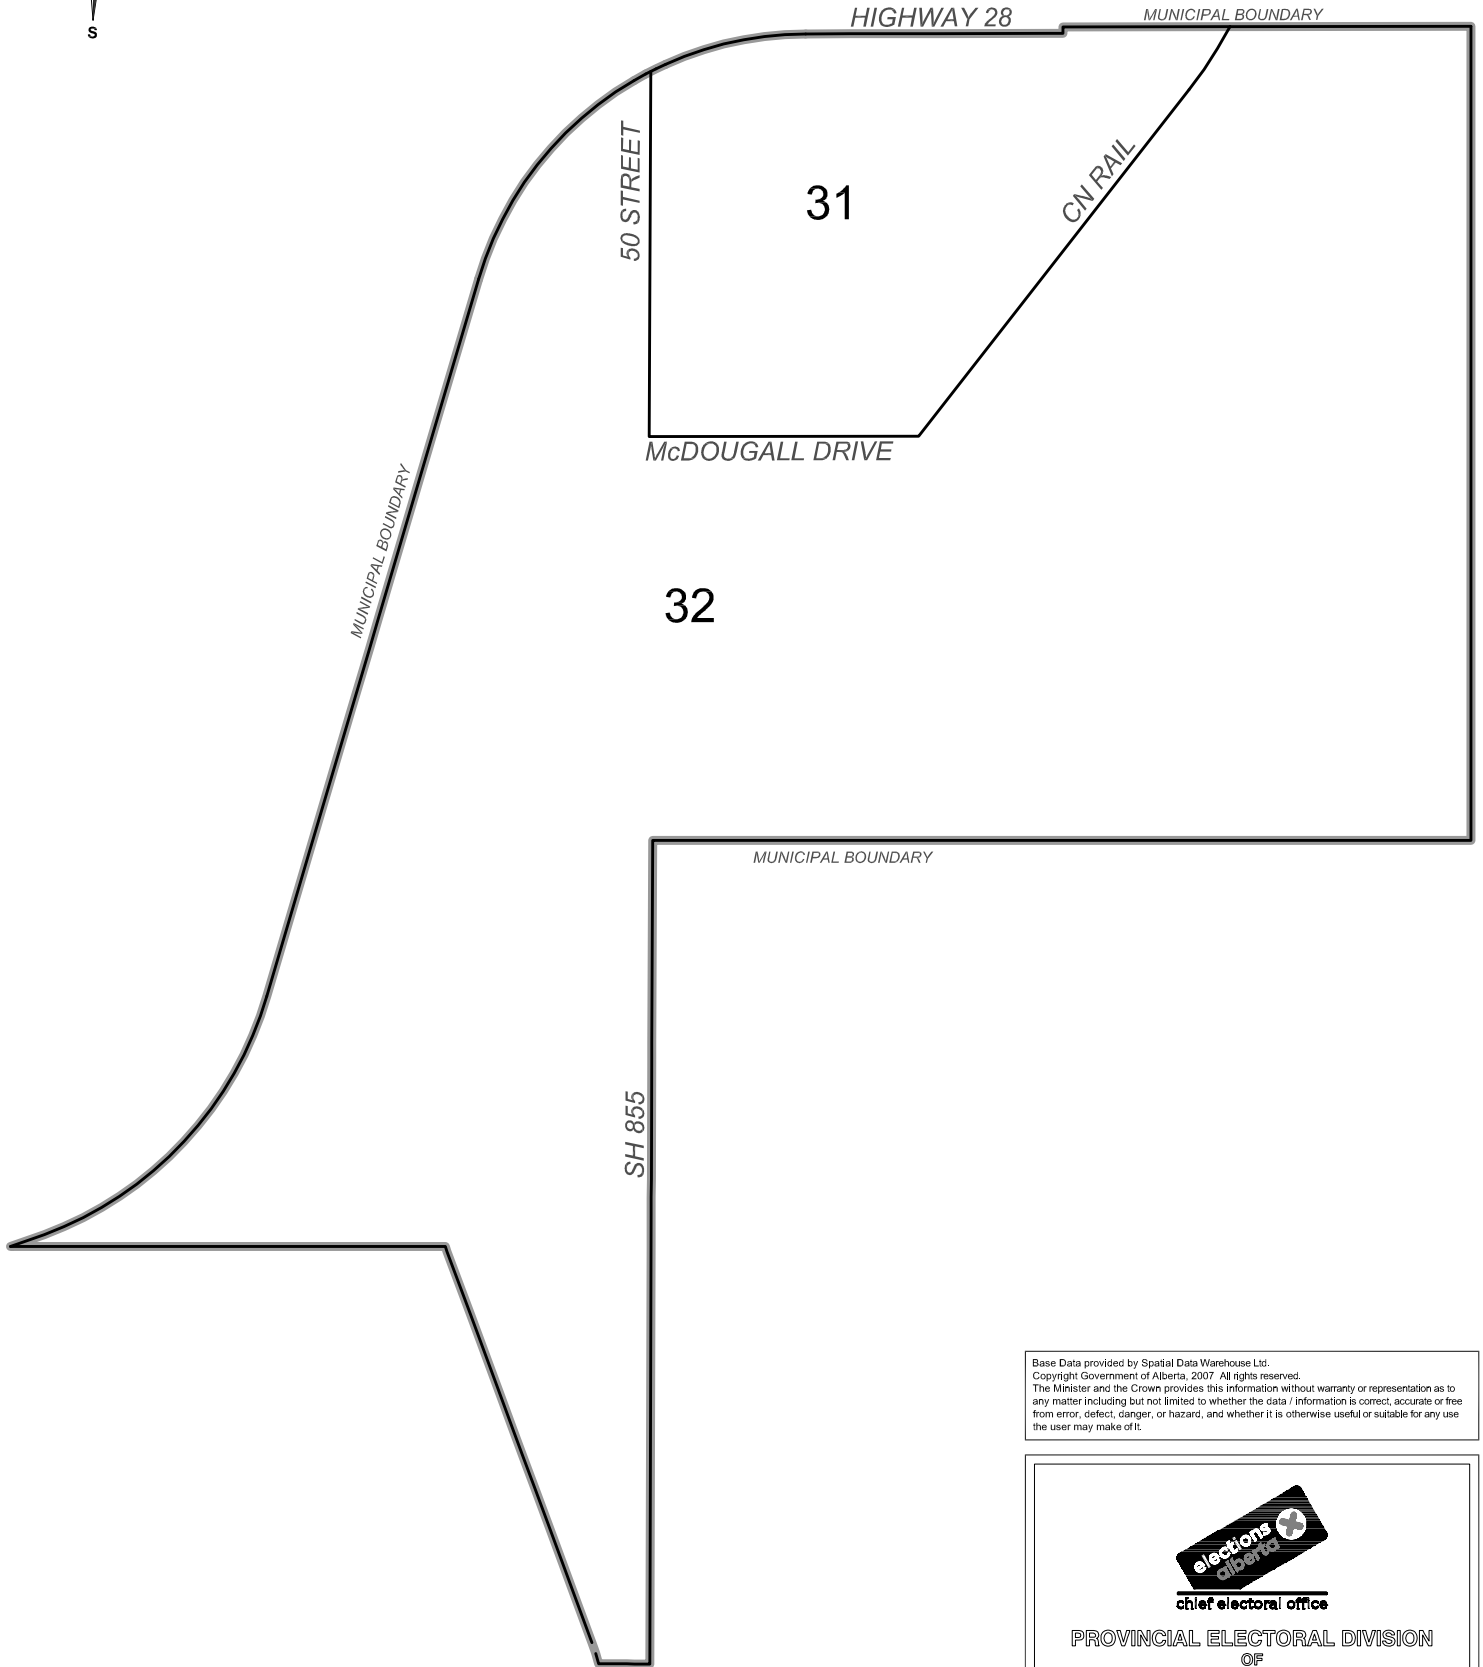 S
HIGHWAY 28
MUNICIPAL BOUNDARY
50 STREET
31
CN RAIL
McDOUGALL DRIVE
MUNICIPAL BOUNDARY
32
MUNICIPAL BOUNDARY
SH 855
Base Data provided by Spatial Data Warehouse Ltd.
Copyright Government of Alberta, 2007 All rights reserved.
The Minister and the Crown provides this information without warranty or representation as to
any matter including but not limited to whether the data / information is correct, accurate or free
from error, defect, danger, or hazard, and whether it is otherwise useful or suitable for any use
the user may make of it.
elections
alberta
chief electoral office
PROVINCIAL ELECTORAL DIVISION
OF